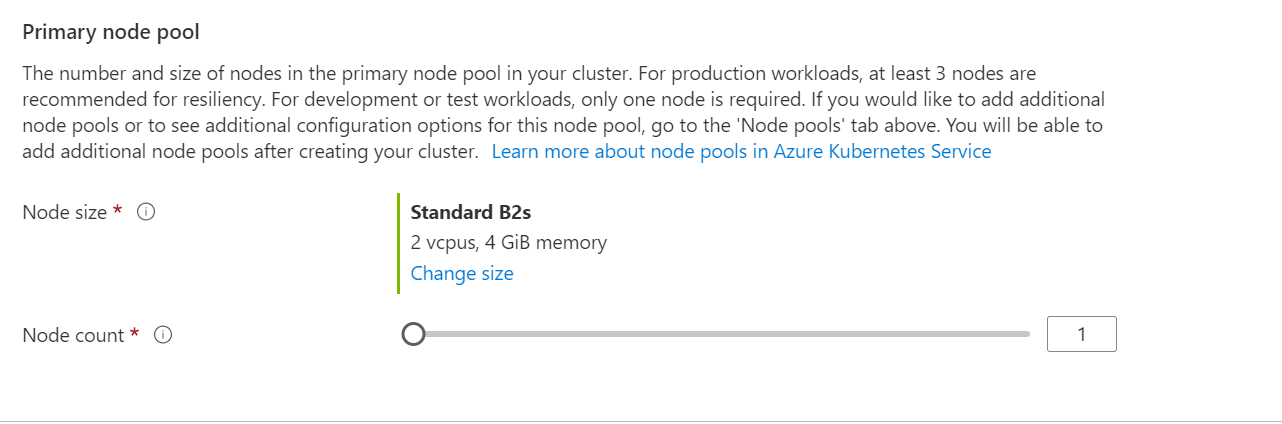 Primary node pool
The number and size of nodes in the primary node pool in your cluster. For production workloads, at least 3 nodes are
recommended for resiliency. For development or test workloads, only one node is required. If you would like to add additional
node pools or to see additional configuration options for this node pool, go to the 'Node pools' tab above. You will be able to
add additional node pools after creating your cluster. Learn more about node pools in Azure Kubernetes Service
Node size *
Standard B2s
2 vcpus, 4 GiB memory
Change size
Node count *
1